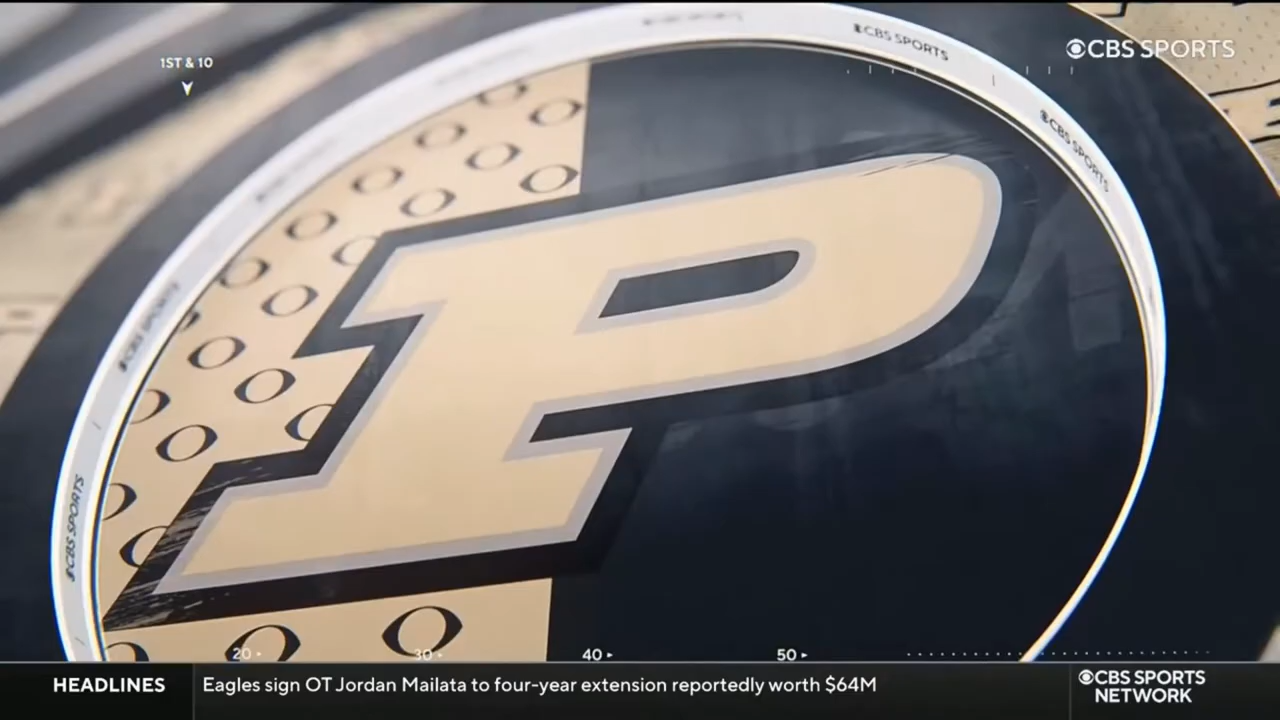 CBS SPORTS
CBS SPORTS
1ST & 10
CBS SPORTS
P
CBS SPORTS
CBS SPORTS
20
30
40
50
HEADLINES
Eagles sign OT Jordan Mailata to four-year extension reportedly worth $64M
CBS SPORTS
NETWORK